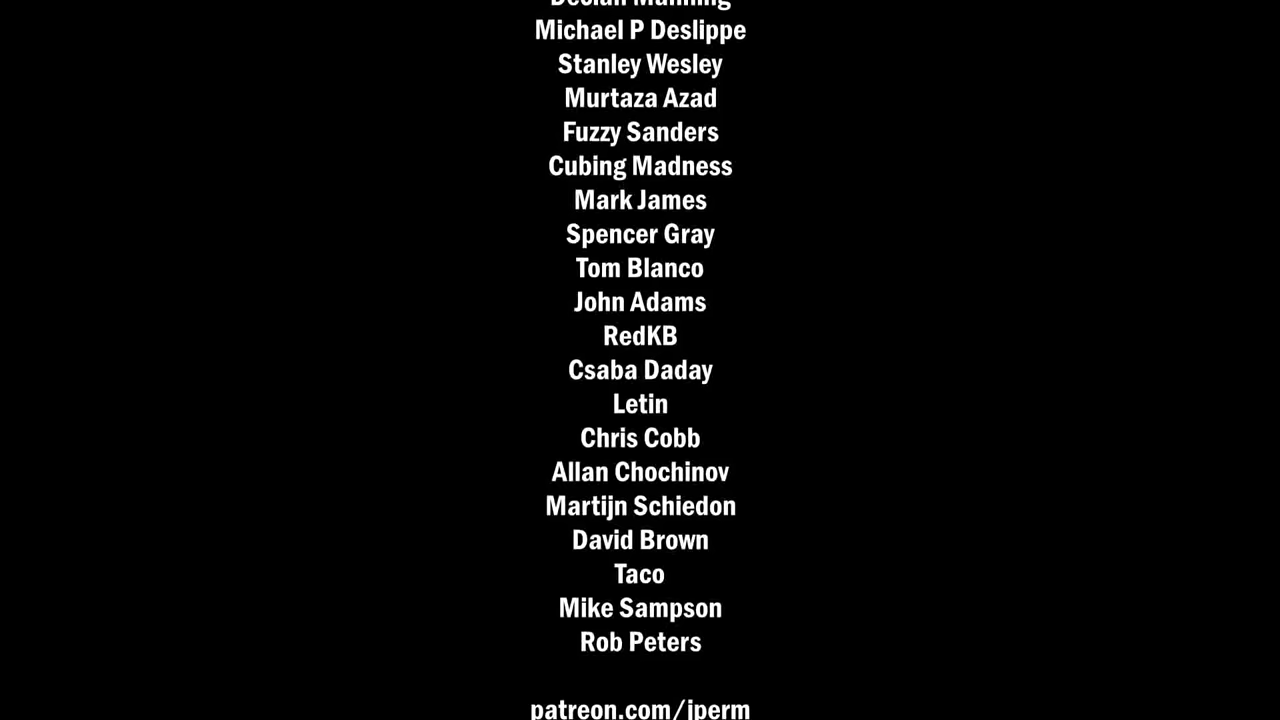 Declan Manning
Michael P Deslippe
Stanley Wesley
Murtaza Azad
Fuzzy Sanders
Cubing Madness
Mark James
Spencer Gray
Tom Blanco
John Adams
RedKB
Csaba Daday
Letin
Chris Cobb
Allan Chochinov
Martijn Schiedon
David Brown
Taco
Mike Sampson
Rob Peters
patreon.com/jperm